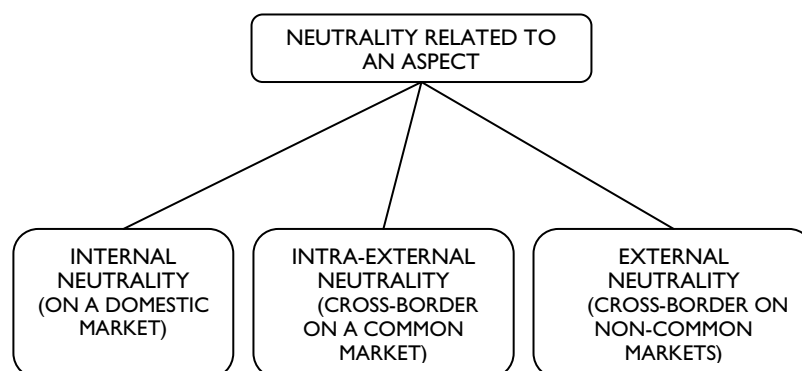 NEUTRALITY RELATED TO
AN ASPECT
INTERNAL
NEUTRALITY
(ON A DOMESTIC
MARKET)
INTRA-EXTERNAL
NEUTRALITY
(CROSS-BORDER
ON A COMMON
MARKET)
EXTERNAL
NEUTRALITY
(CROSS-BORDER ON
NON-COMMON
MARKETS)